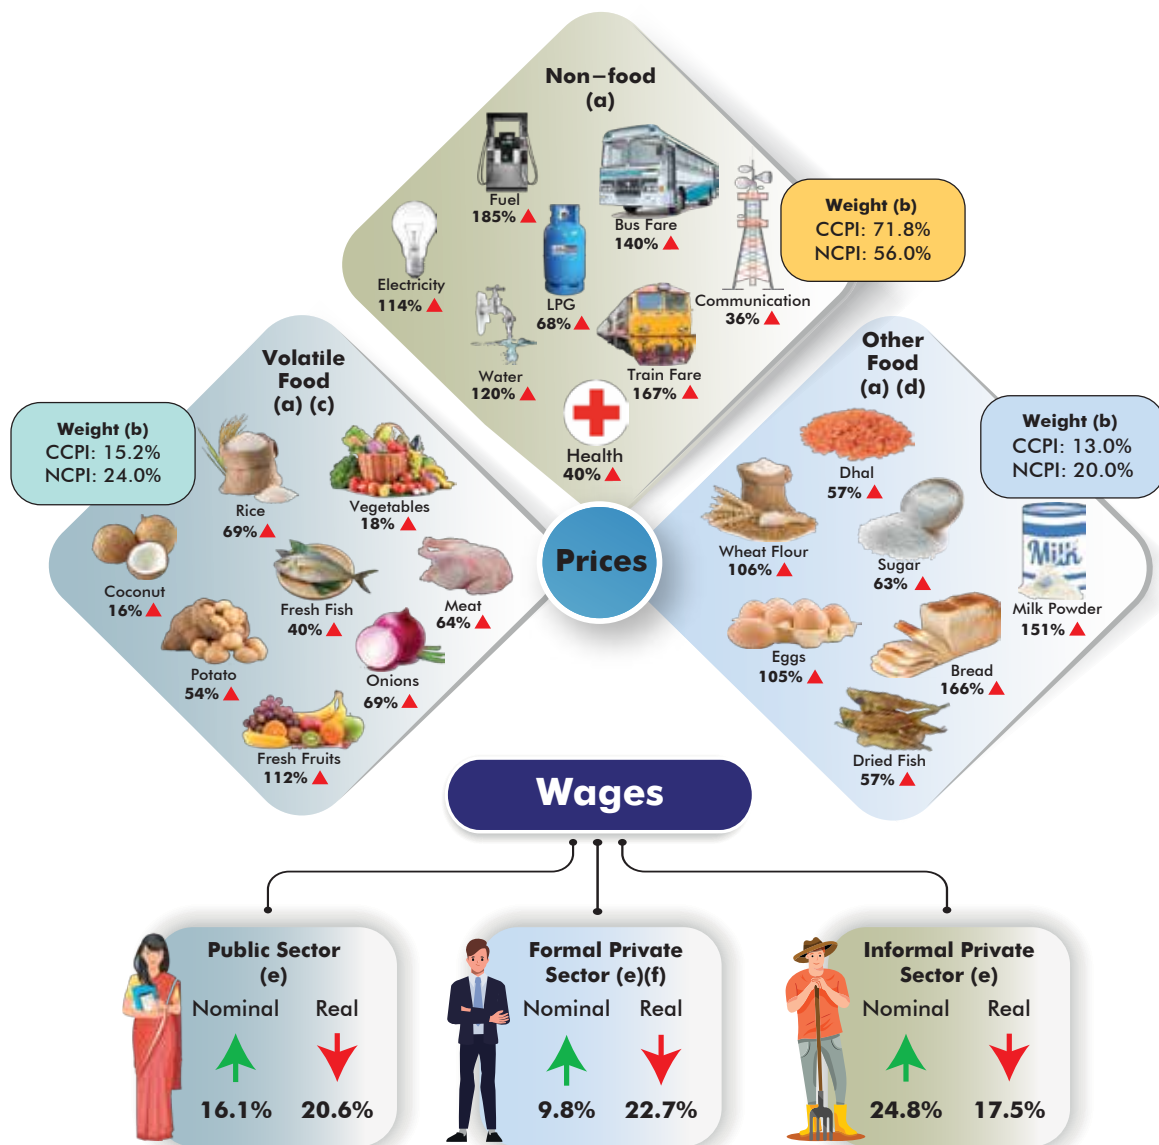 Non–food
(a)
Fuel
185%
Bus Fare
140%
Electricity
114%
LPG
68%
Communication
36%
Water
120%
Train Fare
167%
Health
40%
Weight (b)
CCPI: 71.8%
NCPI: 56.0%
Volatile
Food
(a) (c)
Weight (b)
CCPI: 15.2%
NCPI: 24.0%
Rice
69%
Vegetables
18%
Coconut
16%
Fresh Fish
40%
Meat
64%
Potato
54%
Onions
69%
Fresh Fruits
112%
Prices
Other
Food
(a) (d)
Weight (b)
CCPI: 13.0%
NCPI: 20.0%
Dhal
57%
Wheat Flour
106%
Sugar
63%
Milk
Milk Powder
151%
Eggs
105%
Bread
166%
Dried Fish
57%
Wages
Public Sector
(e)
Nominal Real
16.1% 20.6%
Formal Private
Sector (e)(f)
Nominal Real
9.8% 22.7%
Informal Private
Sector (e)
Nominal Real
24.8% 17.5%